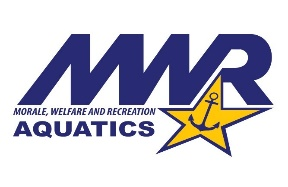 MWR
MORALE, WELFARE AND RECREATION
AQUATICS